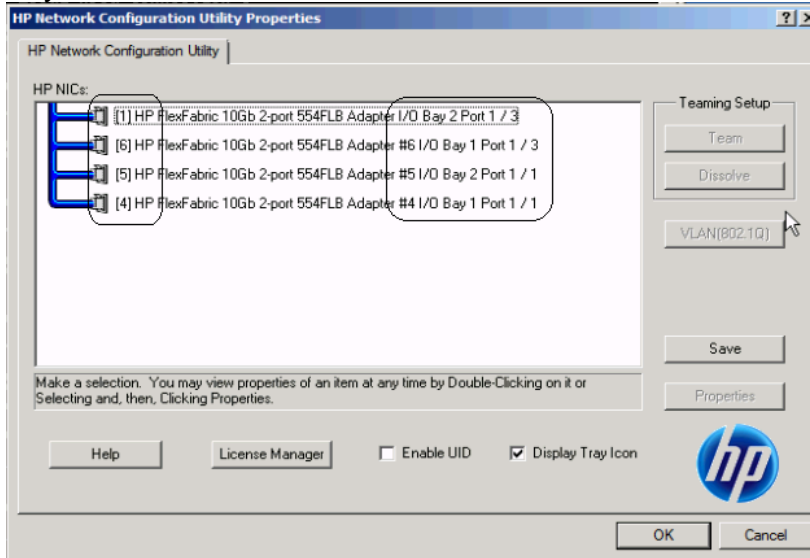 HP Network Configuration Utility Properties
HP Network Configuration Utility
HP NICs:
[1] HP FlexFabric 10Gb 2-port 554FLB Adapter I/O Bay 2 Port 1 / 3
[6] HP FlexFabric 10Gb 2-port 554FLB Adapter #6 I/O Bay 1 Port 1 / 3
[5] HP FlexFabric 10Gb 2-port 554FLB Adapter #5 I/O Bay 2 Port 1 / 1
[4] HP FlexFabric 10Gb 2-port 554FLB Adapter #4 I/O Bay 1 Port 1 / 1
Teaming Setup
Team
Dissolve
VLAN(802.1Q)
Save
Make a selection. You may view properties of an item at any time by Double-Clicking on it or
Selecting and, then, Clicking Properties.
Properties
Help
License Manager
Enable UID
Display Tray Icon
hp
OK
Cancel